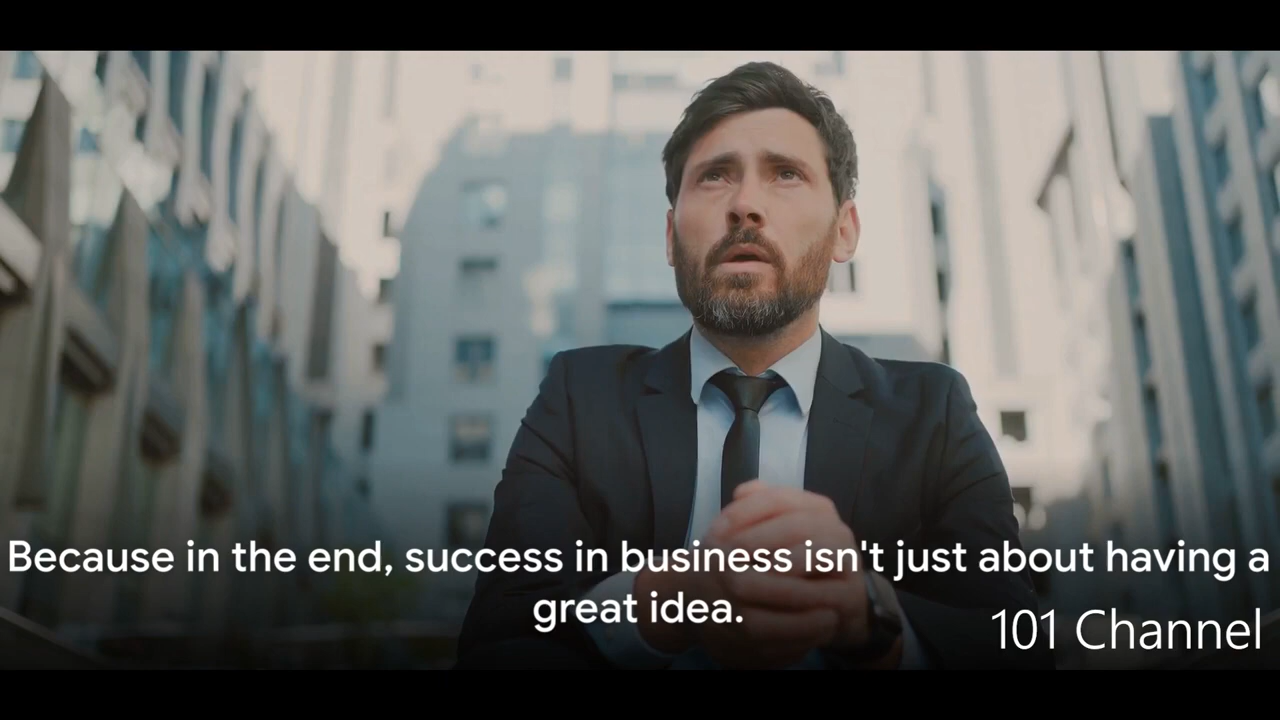 Because in the end, success in business isn't just about having a
great idea.
101 Channel